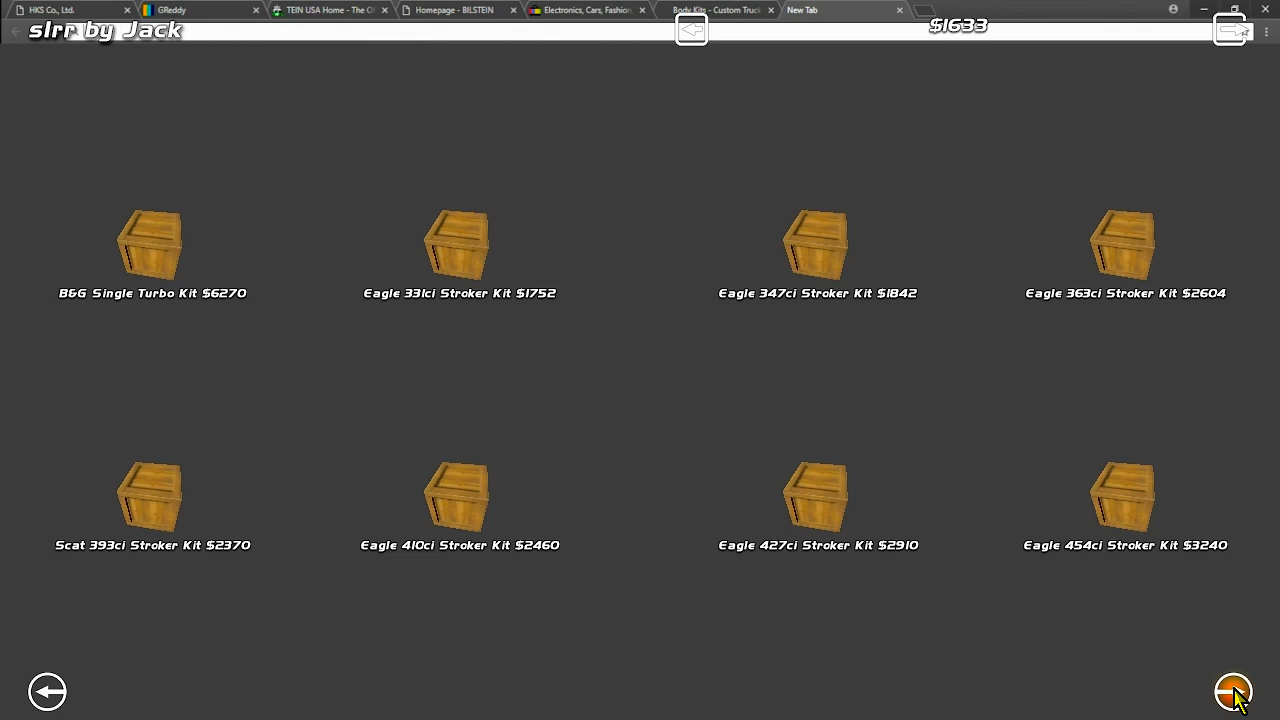 HKS Co., Ltd.
GReddy
TEIN USA Home - The Of
Homepage - BILSTEIN
Electronics, Cars, Fashion,
Body Kits - Custom Truck
New Tab
slrr by Jack
$1633
B&G Single Turbo Kit $6270
Eagle 331ci Stroker Kit $1752
Eagle 347ci Stroker Kit $1842
Eagle 363ci Stroker Kit $2604
Scat 393ci Stroker Kit $2370
Eagle 410ci Stroker Kit $2460
Eagle 427ci Stroker Kit $2910
Eagle 454ci Stroker Kit $3240